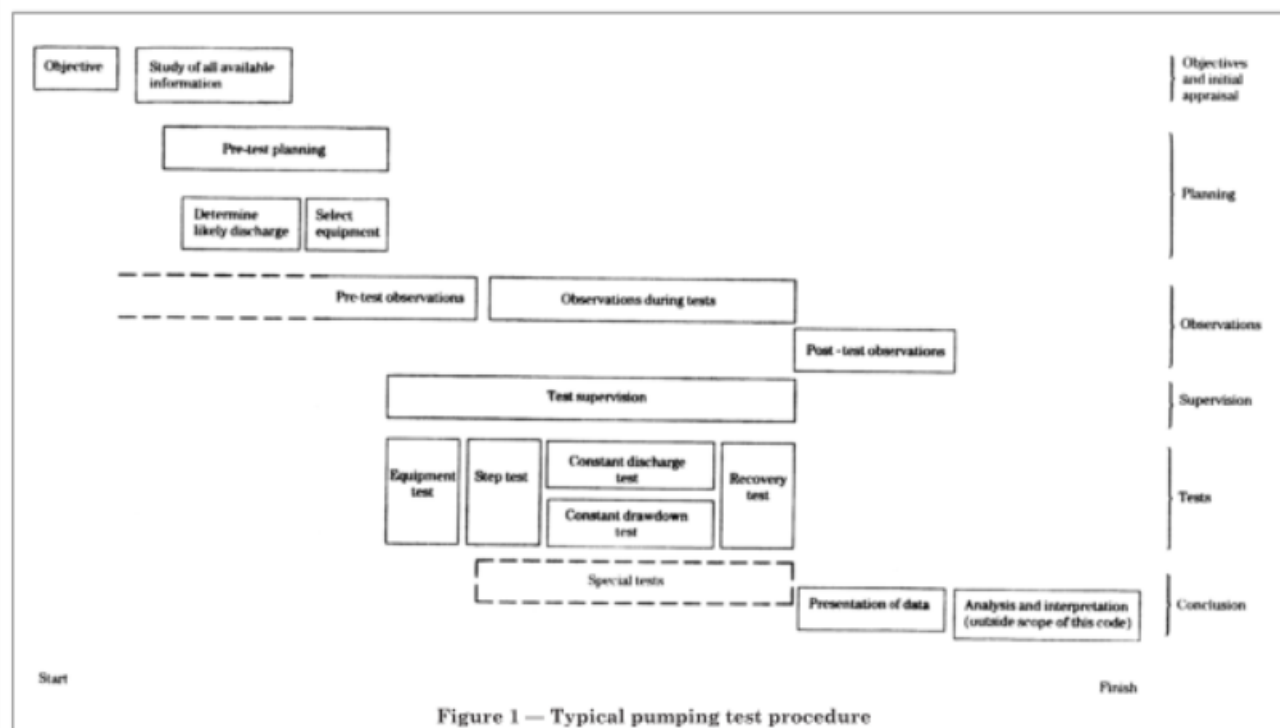 Objective
Study of all available
information
Objectives
and initial
appraisal
Pre-test planning
Planning
Determine
likely discharge
Select
equipment
Pre-test observations
Observations during tests
Observations
Post - test observations
Test supervision
Supervision
Equipment
test
Step test
Constant discharge
test
Constant drawdown
test
Recovery
test
Tests
Special tests
Presentation of data
Analysis and interpretation
(outside scope of this code)
Conclusion
Start
Finish
Figure 1 — Typical pumping test procedure